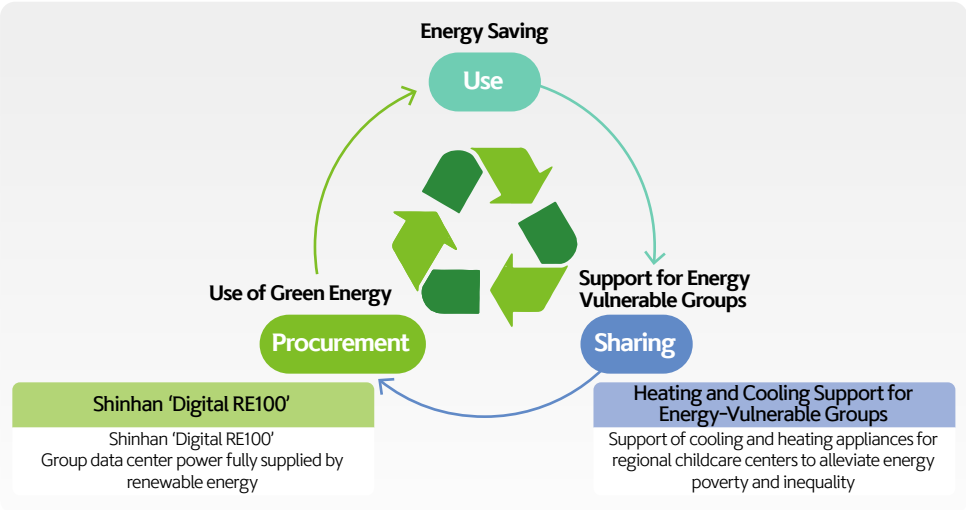 Energy Saving
Use
Use of Green Energy
Procurement
Support for Energy
Vulnerable Groups
Sharing
Shinhan ‘Digital RE100’
Shinhan ‘Digital RE100’
Group data center power fully supplied by
renewable energy
Heating and Cooling Support for
Energy-Vulnerable Groups
Support of cooling and heating appliances for
regional childcare centers to alleviate energy
poverty and inequality